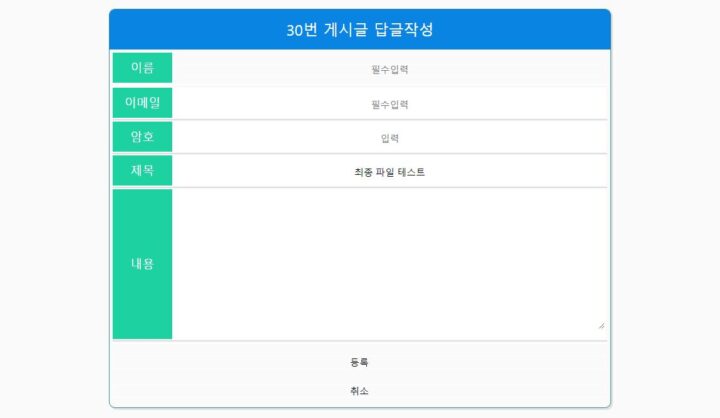 30번 게시글 답글작성
이름 필수입력
이메일 필수입력
암호 입력
제목 최종 파일 테스트
내용
등록
취소